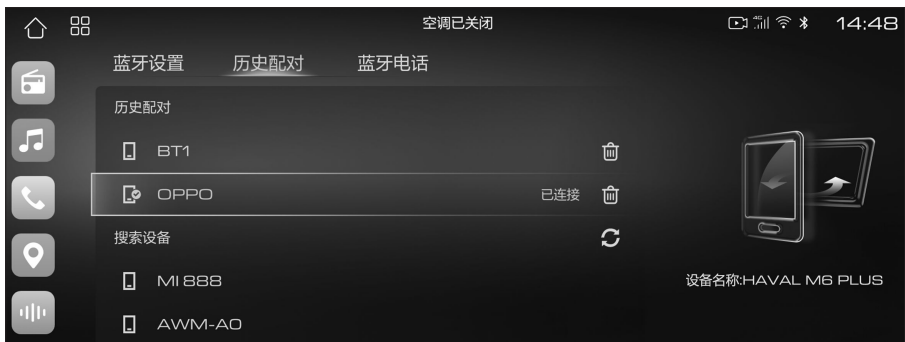 空调已关闭 4G 14:48
蓝牙设置 历史配对 蓝牙电话
历史配对
BT1
OPPO 已连接
搜索设备
MI 888
设备名称:HAVAL M6 PLUS
AWM-AO